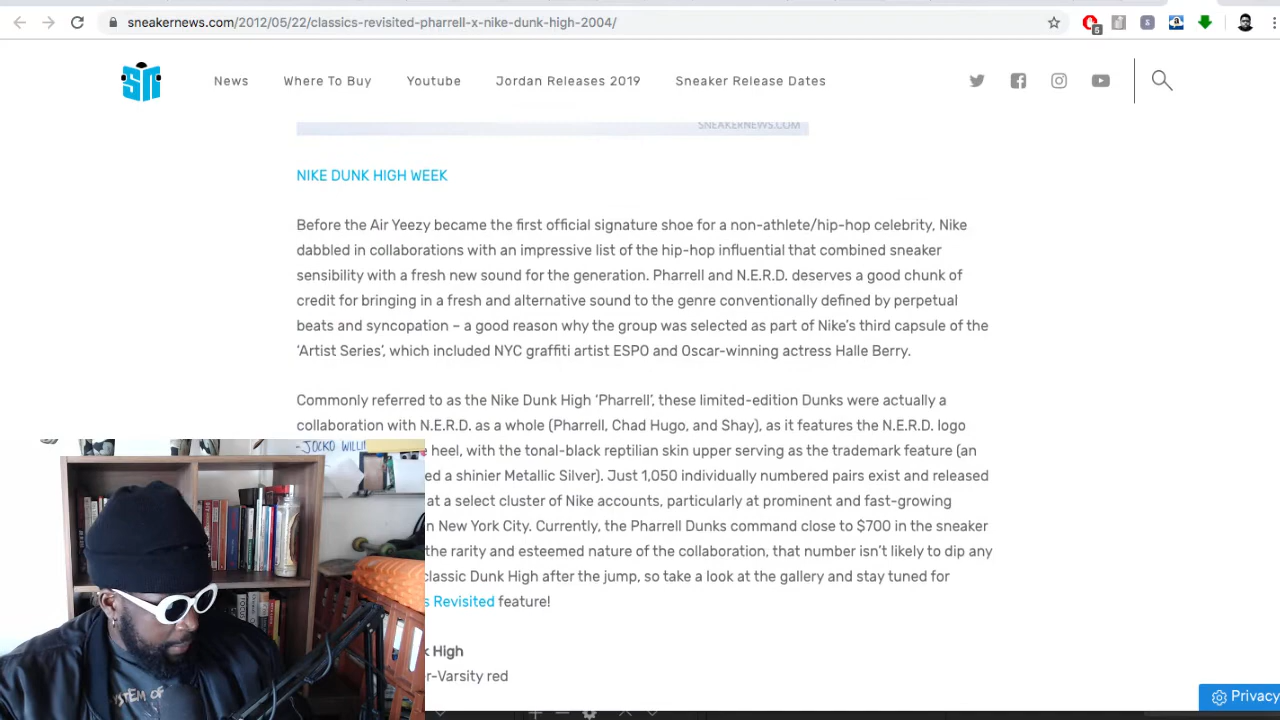 sneakernews.com/2012/05/22/classics-revisited-pharrell-x-nike-dunk-high-2004/
5
SN
News Where To Buy Youtube Jordan Releases 2019 Sneaker Release Dates
SNEAKERNEWS.COM
NIKE DUNK HIGH WEEK
Before the Air Yeezy became the first official signature shoe for a non-athlete/hip-hop celebrity, Nike
dabbled in collaborations with an impressive list of the hip-hop influential that combined sneaker
sensibility with a fresh new sound for the generation. Pharrell and N.E.R.D. deserves a good chunk of
credit for bringing in a fresh and alternative sound to the genre conventionally defined by perpetual
beats and syncopation – a good reason why the group was selected as part of Nike's third capsule of the
'Artist Series', which included NYC graffiti artist ESPO and Oscar-winning actress Halle Berry.
Commonly referred to as the Nike Dunk High 'Pharrell', these limited-edition Dunks were actually a
collaboration with N.E.R.D. as a whole (Pharrell, Chad Hugo, and Shay), as it features the N.E.R.D. logo
heel, with the tonal-black reptilian skin upper serving as the trademark feature (an
ed a shinier Metallic Silver). Just 1,050 individually numbered pairs exist and released
at a select cluster of Nike accounts, particularly at prominent and fast-growing
n New York City. Currently, the Pharrell Dunks command close to $700 in the sneaker
the rarity and esteemed nature of the collaboration, that number isn't likely to dip any
classic Dunk High after the jump, so take a look at the gallery and stay tuned for
s Revisited feature!
k High
r-Varsity red
- JOCKO WILLI
SYSTEM OF
Privacy